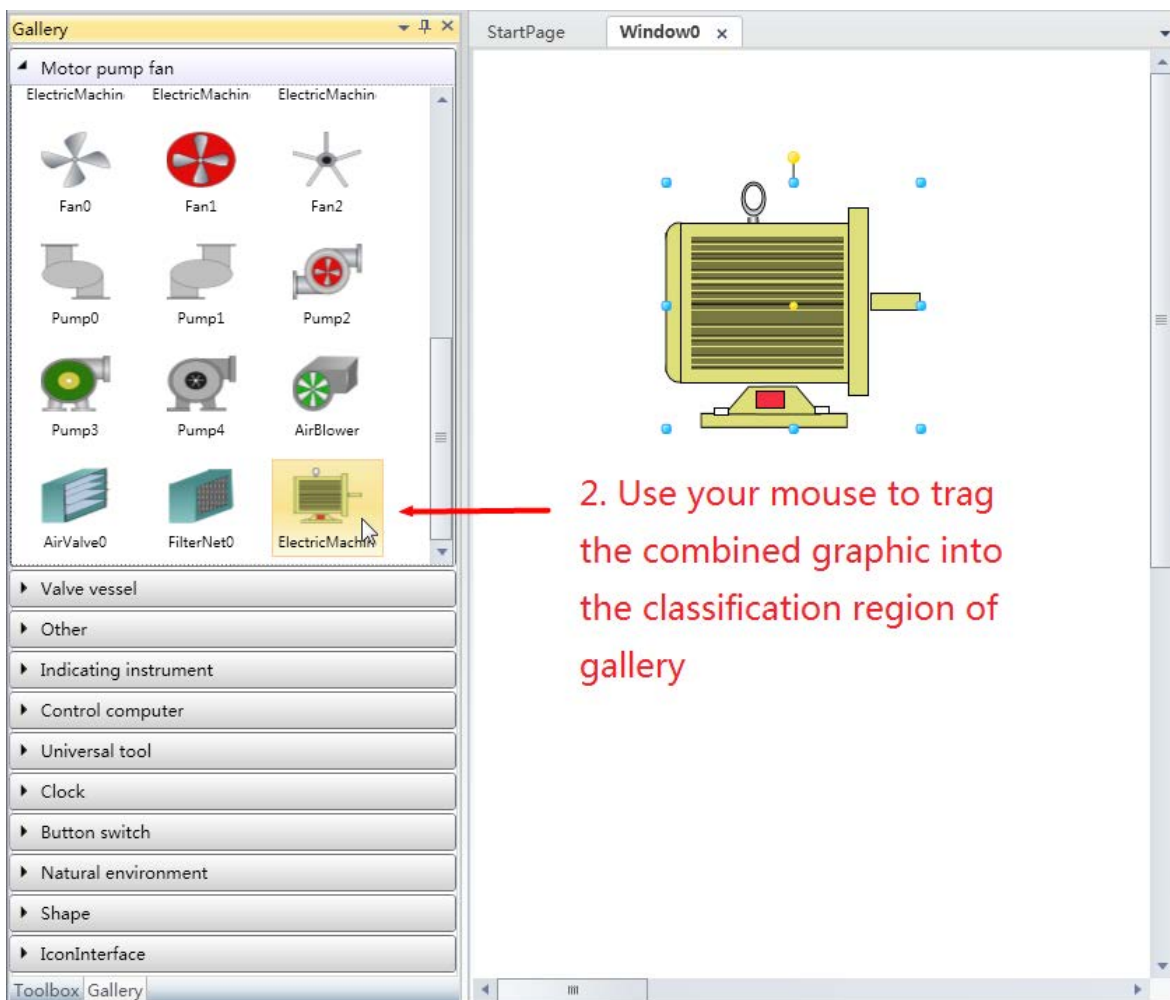 Gallery
StartPage
Window0
Motor pump fan
ElectricMachin ElectricMachin ElectricMachin
Fan0 Fan1 Fan2
Pump0 Pump1 Pump2
Pump3 Pump4 AirBlower
AirValve0 FilterNet0 ElectricMachin
2. Use your mouse to trag
the combined graphic into
the classification region of
gallery
Valve vessel
Other
Indicating instrument
Control computer
Universal tool
Clock
Button switch
Natural environment
Shape
IconInterface
Toolbox Gallery